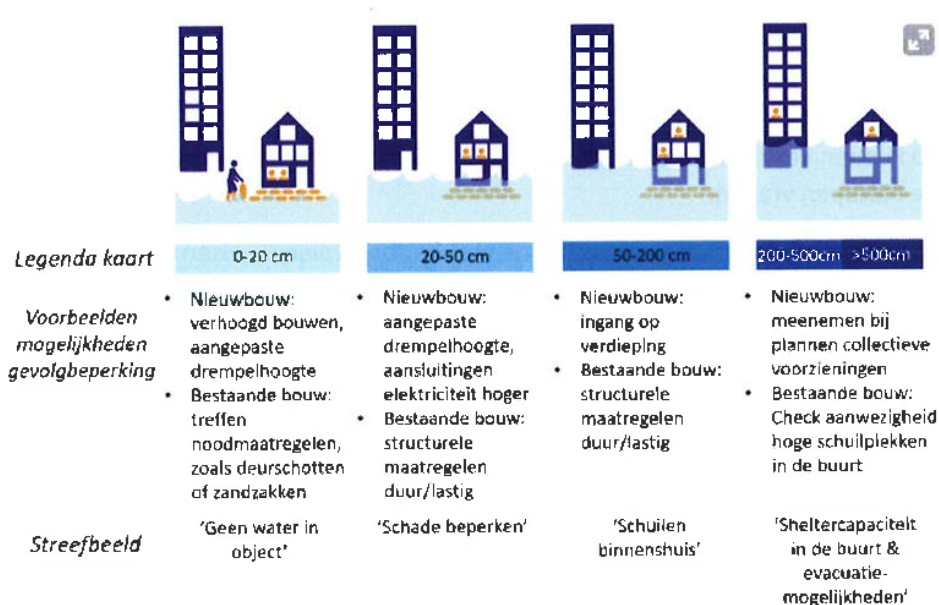 Legenda kaart
0-20 cm
20-50 cm
50-200 cm
200-500cm
>500cm
Voorbeelden
mogelijkheden
gevolgbeperking
• Nieuwbouw:
verhoogd bouwen,
aangepaste
drempelhoogte
• Bestaande bouw:
treffen
noodmaatregelen,
zoals deurschotten
of zandzakken
• Nieuwbouw:
aangepaste
drempelhoogte,
aansluitingen
elektriciteit hoger
• Bestaande bouw:
structurele
maatregelen
duur/lastig
• Nieuwbouw:
ingang op
verdieping
• Bestaande bouw:
structurele
maatregelen
duur/lastig
• Nieuwbouw:
meenemen bij
plannen collectieve
voorzieningen
• Bestaande bouw:
Check aanwezigheid
hoge schuilplekken
in de buurt
Streefbeeld
'Geen water in
object'
'Schade beperken'
'Schuilen
binnenshuis'
'Sheltercapaciteit
in de buurt &
evacuatie-
mogelijkheden'